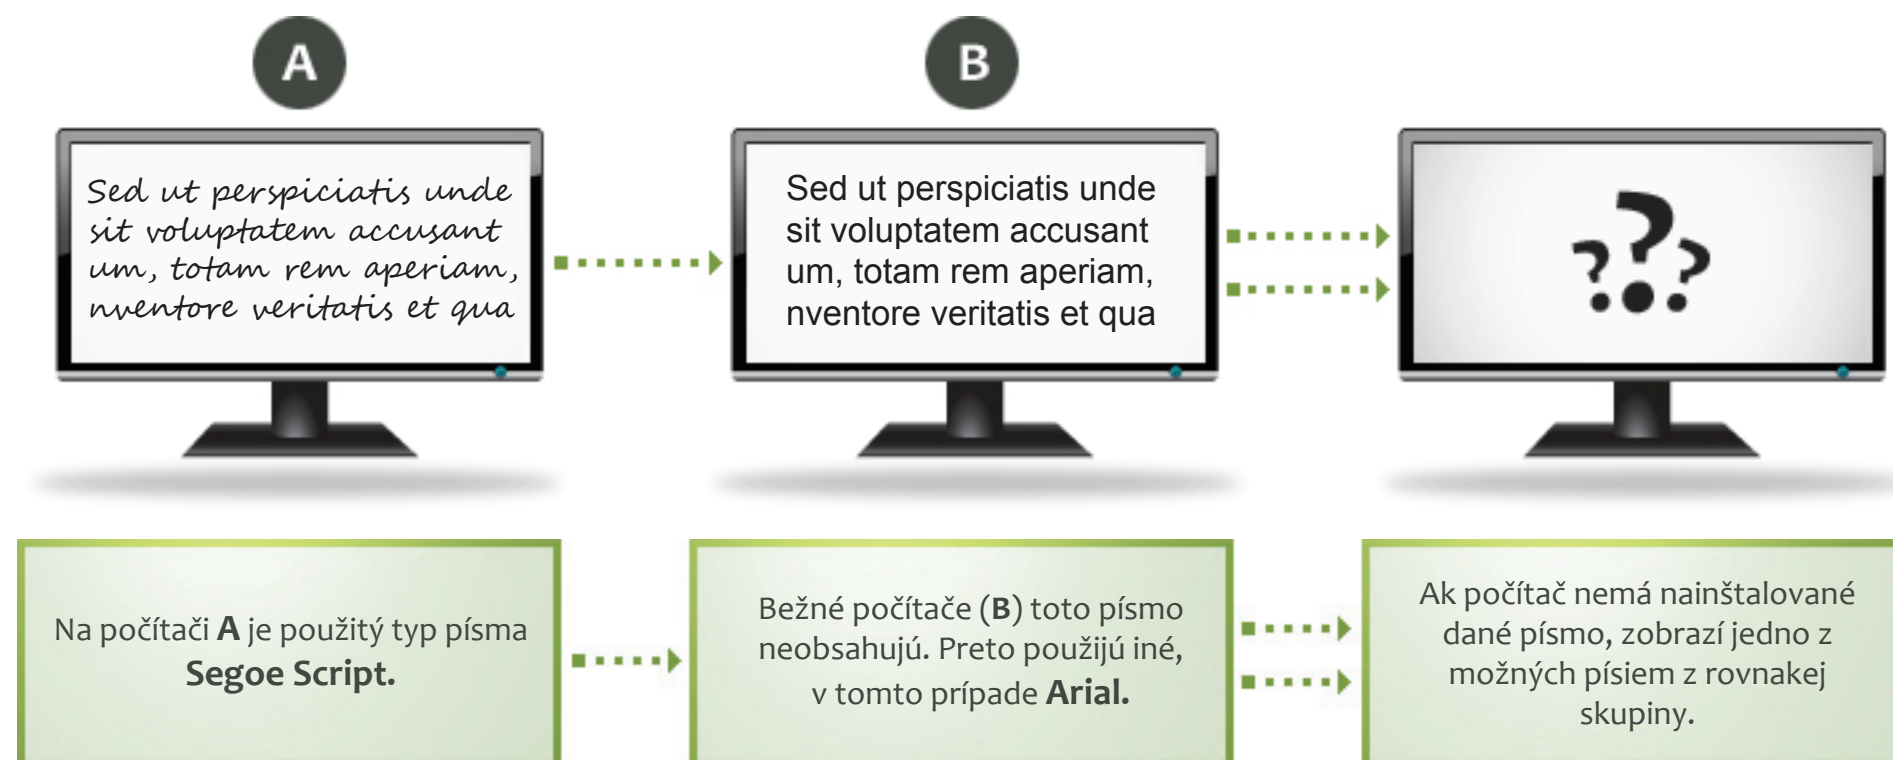 A
B
Sed ut perspiciatis unde
sit voluptatem accusant
um, totam rem aperiam,
nventore veritatis et qua
Sed ut perspiciatis unde
sit voluptatem accusant
um, totam rem aperiam,
nventore veritatis et qua
???
Na počítači A je použitý typ písma
Segoe Script.
Bežné počítače (B) toto písmo
neobsahujú. Preto použijú iné,
v tomto prípade Arial.
Ak počítač nemá nainštalované
dané písmo, zobrazí jedno z
možných písiem z rovnakej
skupiny.